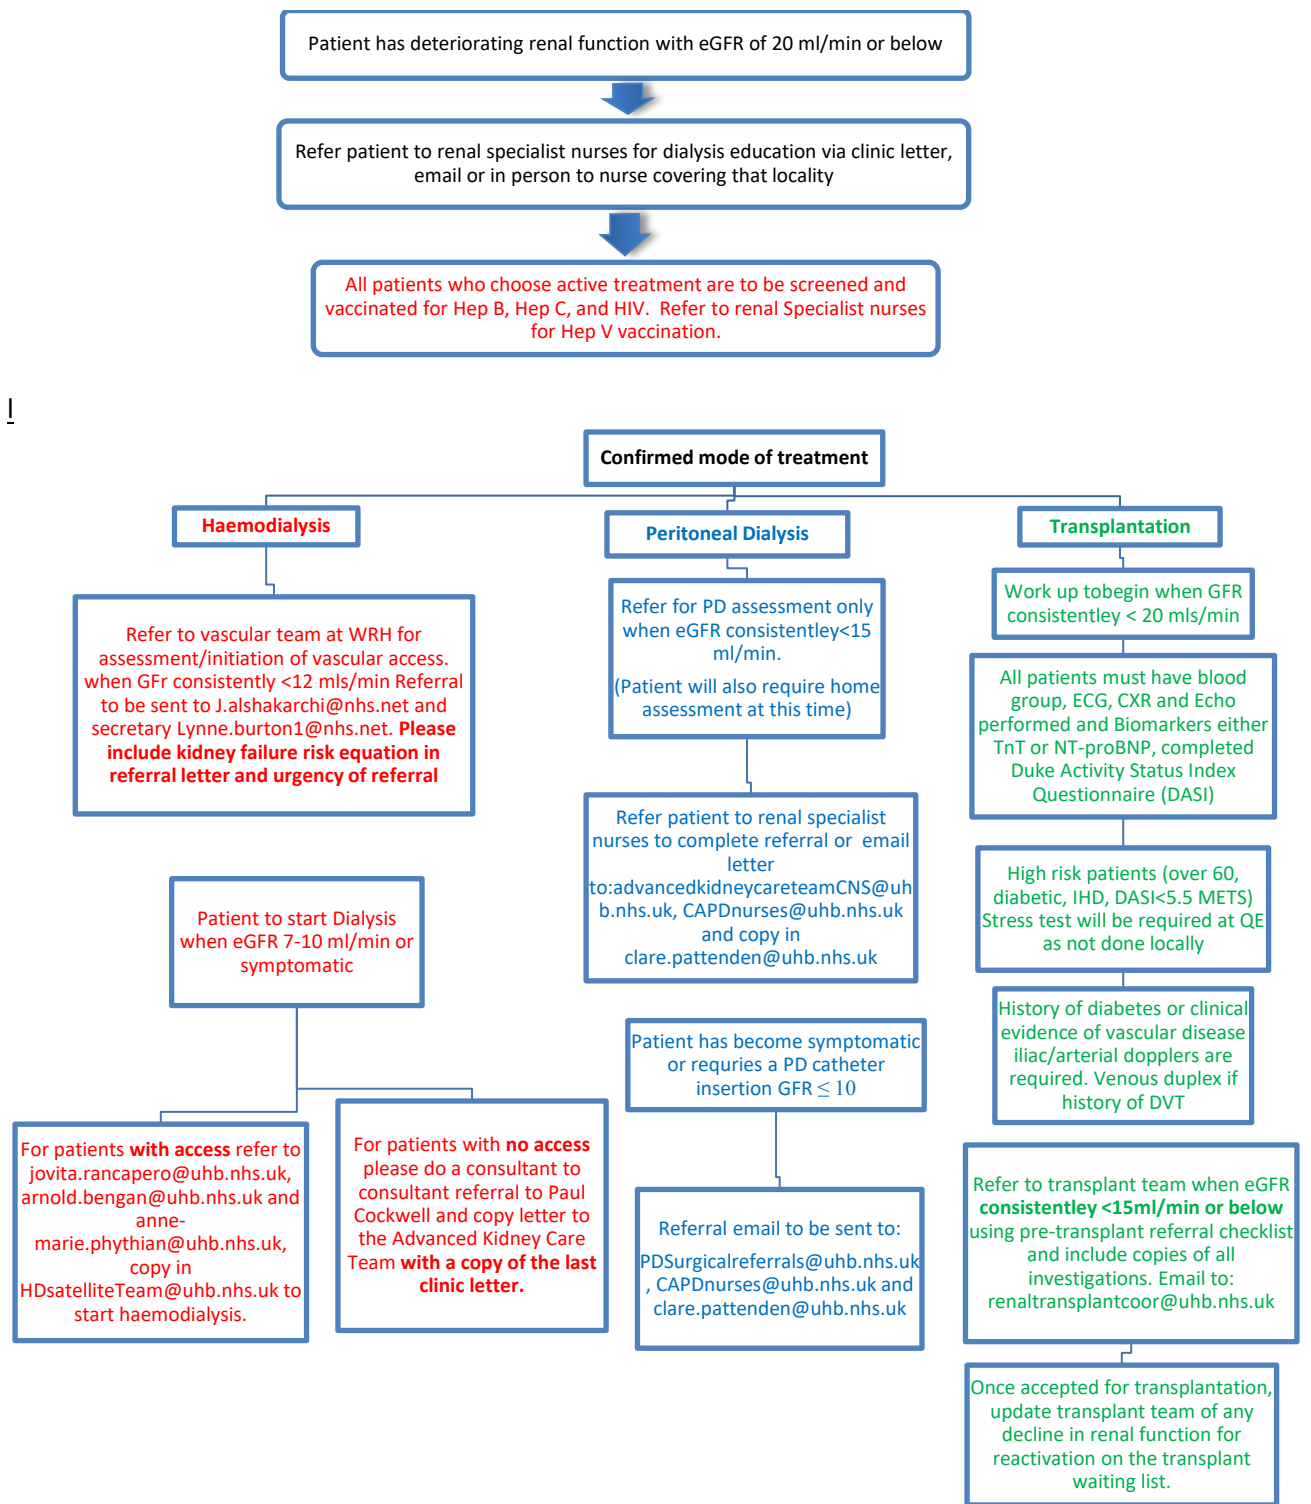 Patient has deteriorating renal function with eGFR of 20 ml/min or below
Refer patient to renal specialist nurses for dialysis education via clinic letter,
email or in person to nurse covering that locality
All patients who choose active treatment are to be screened and
vaccinated for Hep B, Hep C, and HIV.  Refer to renal Specialist nurses
for Hep V vaccination.
I
Confirmed mode of treatment
Haemodialysis
Refer to vascular team at WRH for
assessment/initiation of vascular access.
when GFr consistently <12 mls/min Referral
to be sent to J.alshakarchi@nhs.net and
secretary Lynne.burton1@nhs.net. Please
include kidney failure risk equation in
referral letter and urgency of referral
Patient to start Dialysis
when eGFR 7-10 ml/min or
symptomatic
For patients with access refer to
jovita.rancapero@uhb.nhs.uk,
arnold.bengan@uhb.nhs.uk and
anne-
marie.phythian@uhb.nhs.uk,
copy in
HDsatelliteTeam@uhb.nhs.uk to
start haemodialysis.
For patients with no access
please do a consultant to
consultant referral to Paul
Cockwell and copy letter to
the Advanced Kidney Care
Team with a copy of the last
clinic letter.
Peritoneal Dialysis
Refer for PD assessment only
when eGFR consistentley<15
ml/min.
(Patient will also require home
assessment at this time)
Refer patient to renal specialist
nurses to complete referral or  email
letter
to:advancedkidneycareteamCNS@uh
b.nhs.uk, CAPDnurses@uhb.nhs.uk
and copy in
clare.pattenden@uhb.nhs.uk
Patient has become symptomatic
or requries a PD catheter
insertion GFR ≤ 10
Referral email to be sent to:
PDSurgicalreferrals@uhb.nhs.uk
, CAPDnurses@uhb.nhs.uk and
clare.pattenden@uhb.nhs.uk
Transplantation
Work up tobegin when GFR
consistentley < 20 mls/min
All patients must have blood
group, ECG, CXR and Echo
performed and Biomarkers either
TnT or NT-proBNP, completed
Duke Activity Status Index
Questionnaire (DASI)
High risk patients (over 60,
diabetic, IHD, DASI<5.5 METS)
Stress test will be required at QE
as not done locally
History of diabetes or clinical
evidence of vascular disease
iliac/arterial dopplers are
required. Venous duplex if
history of DVT
Refer to transplant team when eGFR
consistentley <15ml/min or below
using pre-transplant referral checklist
and include copies of all
investigations. Email to:
renaltransplantcoor@uhb.nhs.uk
Once accepted for transplantation,
update transplant team of any
decline in renal function for
reactivation on the transplant
waiting list.